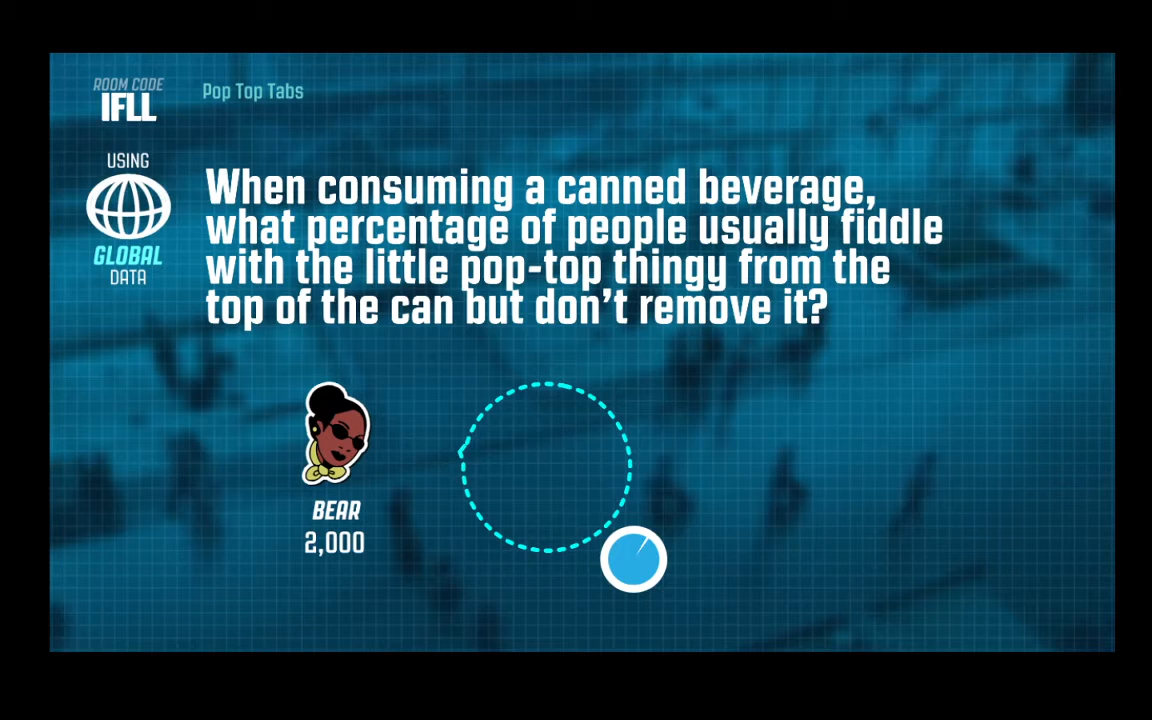 ROOM CODE
IFLL
Pop Top Tabs
USING
GLOBAL
DATA
When consuming a canned beverage,
what percentage of people usually fiddle
with the little pop-top thingy from the
top of the can but don’t remove it?
BEAR
2,000